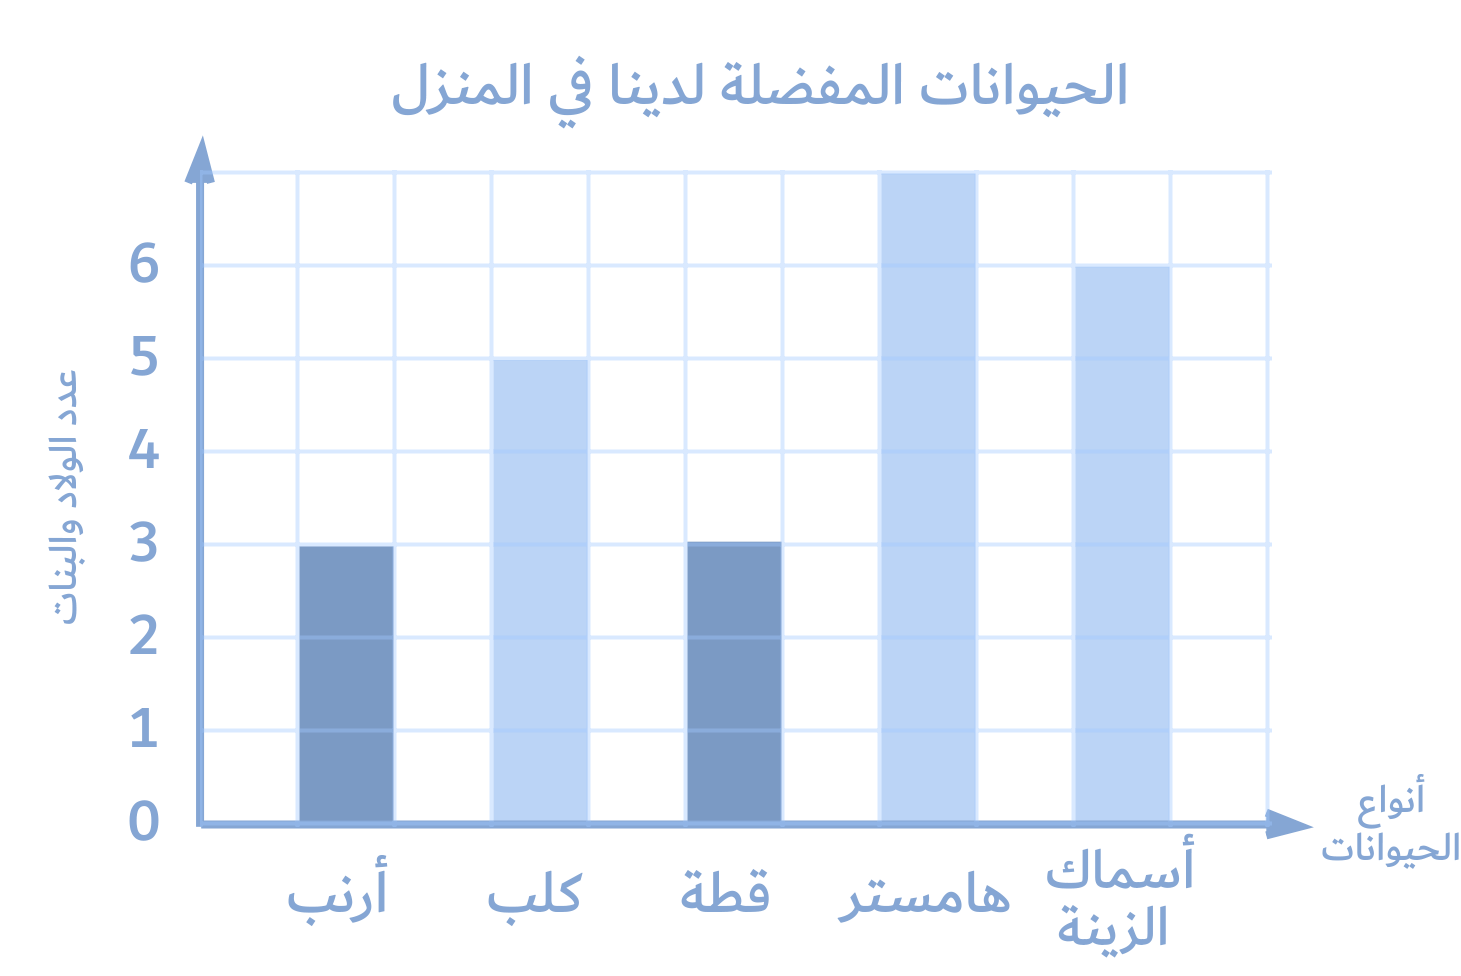 الحيوانات المفضلة لدينا في المنزل
عدد الولاد والبنات
6
5
4
3
2
1
0
أرنب
كلب
قطة
هامستر
أسماك
الزينة
أنواع
الحيوانات